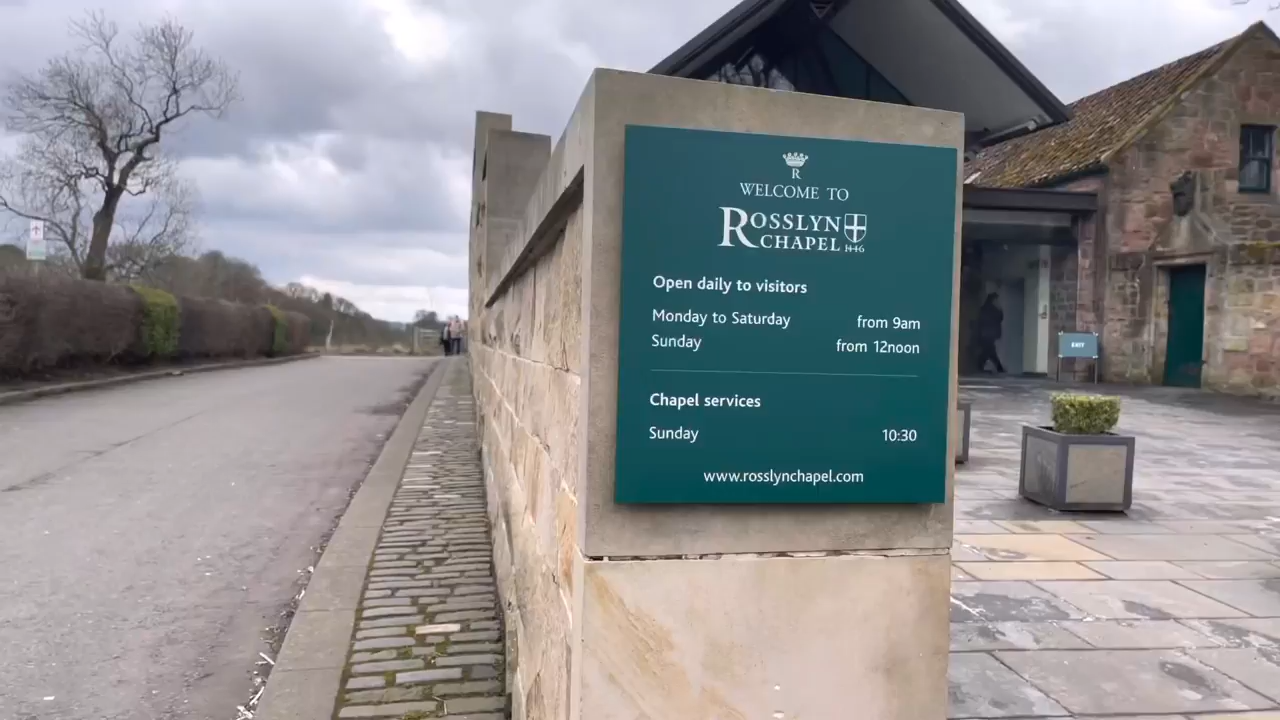 R
WELCOME TO
ROSSLYN
CHAPEL 1446
Open daily to visitors
Monday to Saturday from 9am
Sunday from 12noon
Chapel services
Sunday 10:30
www.rosslynchapel.com
EXIT